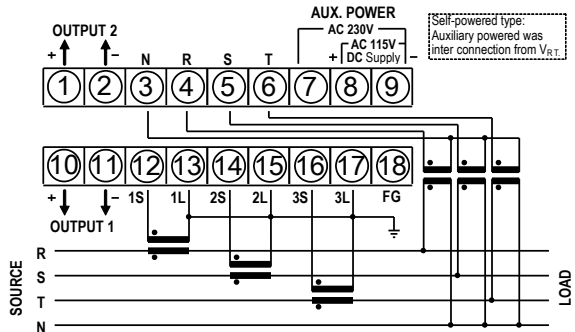 AUX. POWER
AC 230V
AC 115V
+ DC Supply −
Self-powered type:
Auxiliary powered was
inter connection from VRT.
OUTPUT 2
+ − N R S T
1 2 3 4 5 6 7 8 9
10 11 12 13 14 15 16 17 18
+ − 1S 1L 2S 2L 3S 3L FG
OUTPUT 1
SOURCE
R
S
T
N
LOAD